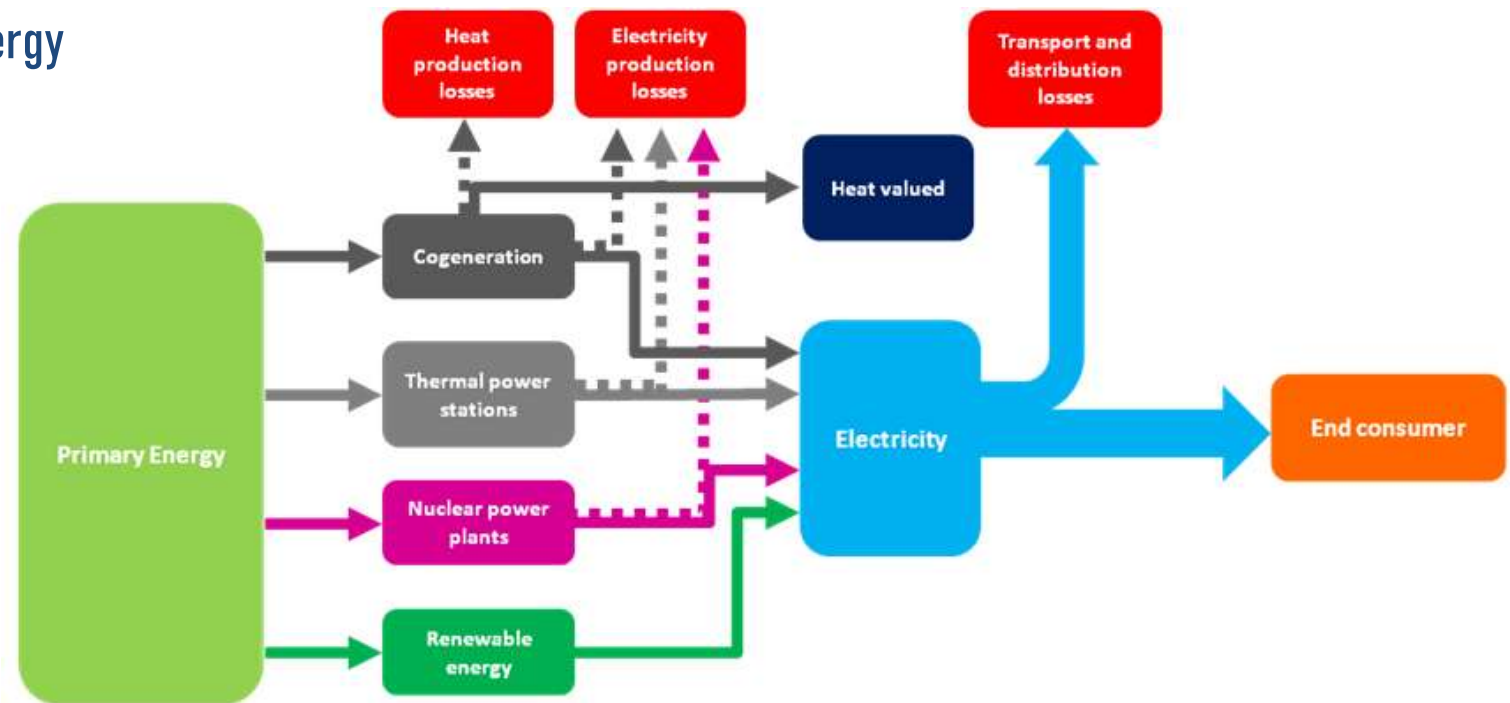 ergy
Heat
production
losses
Electricity
production
losses
Transport and
distribution
losses
Heat valued
Cogeneration
Thermal power
stations
Primary Energy
Electricity
End consumer
Nuclear power
plants
Renewable
energy